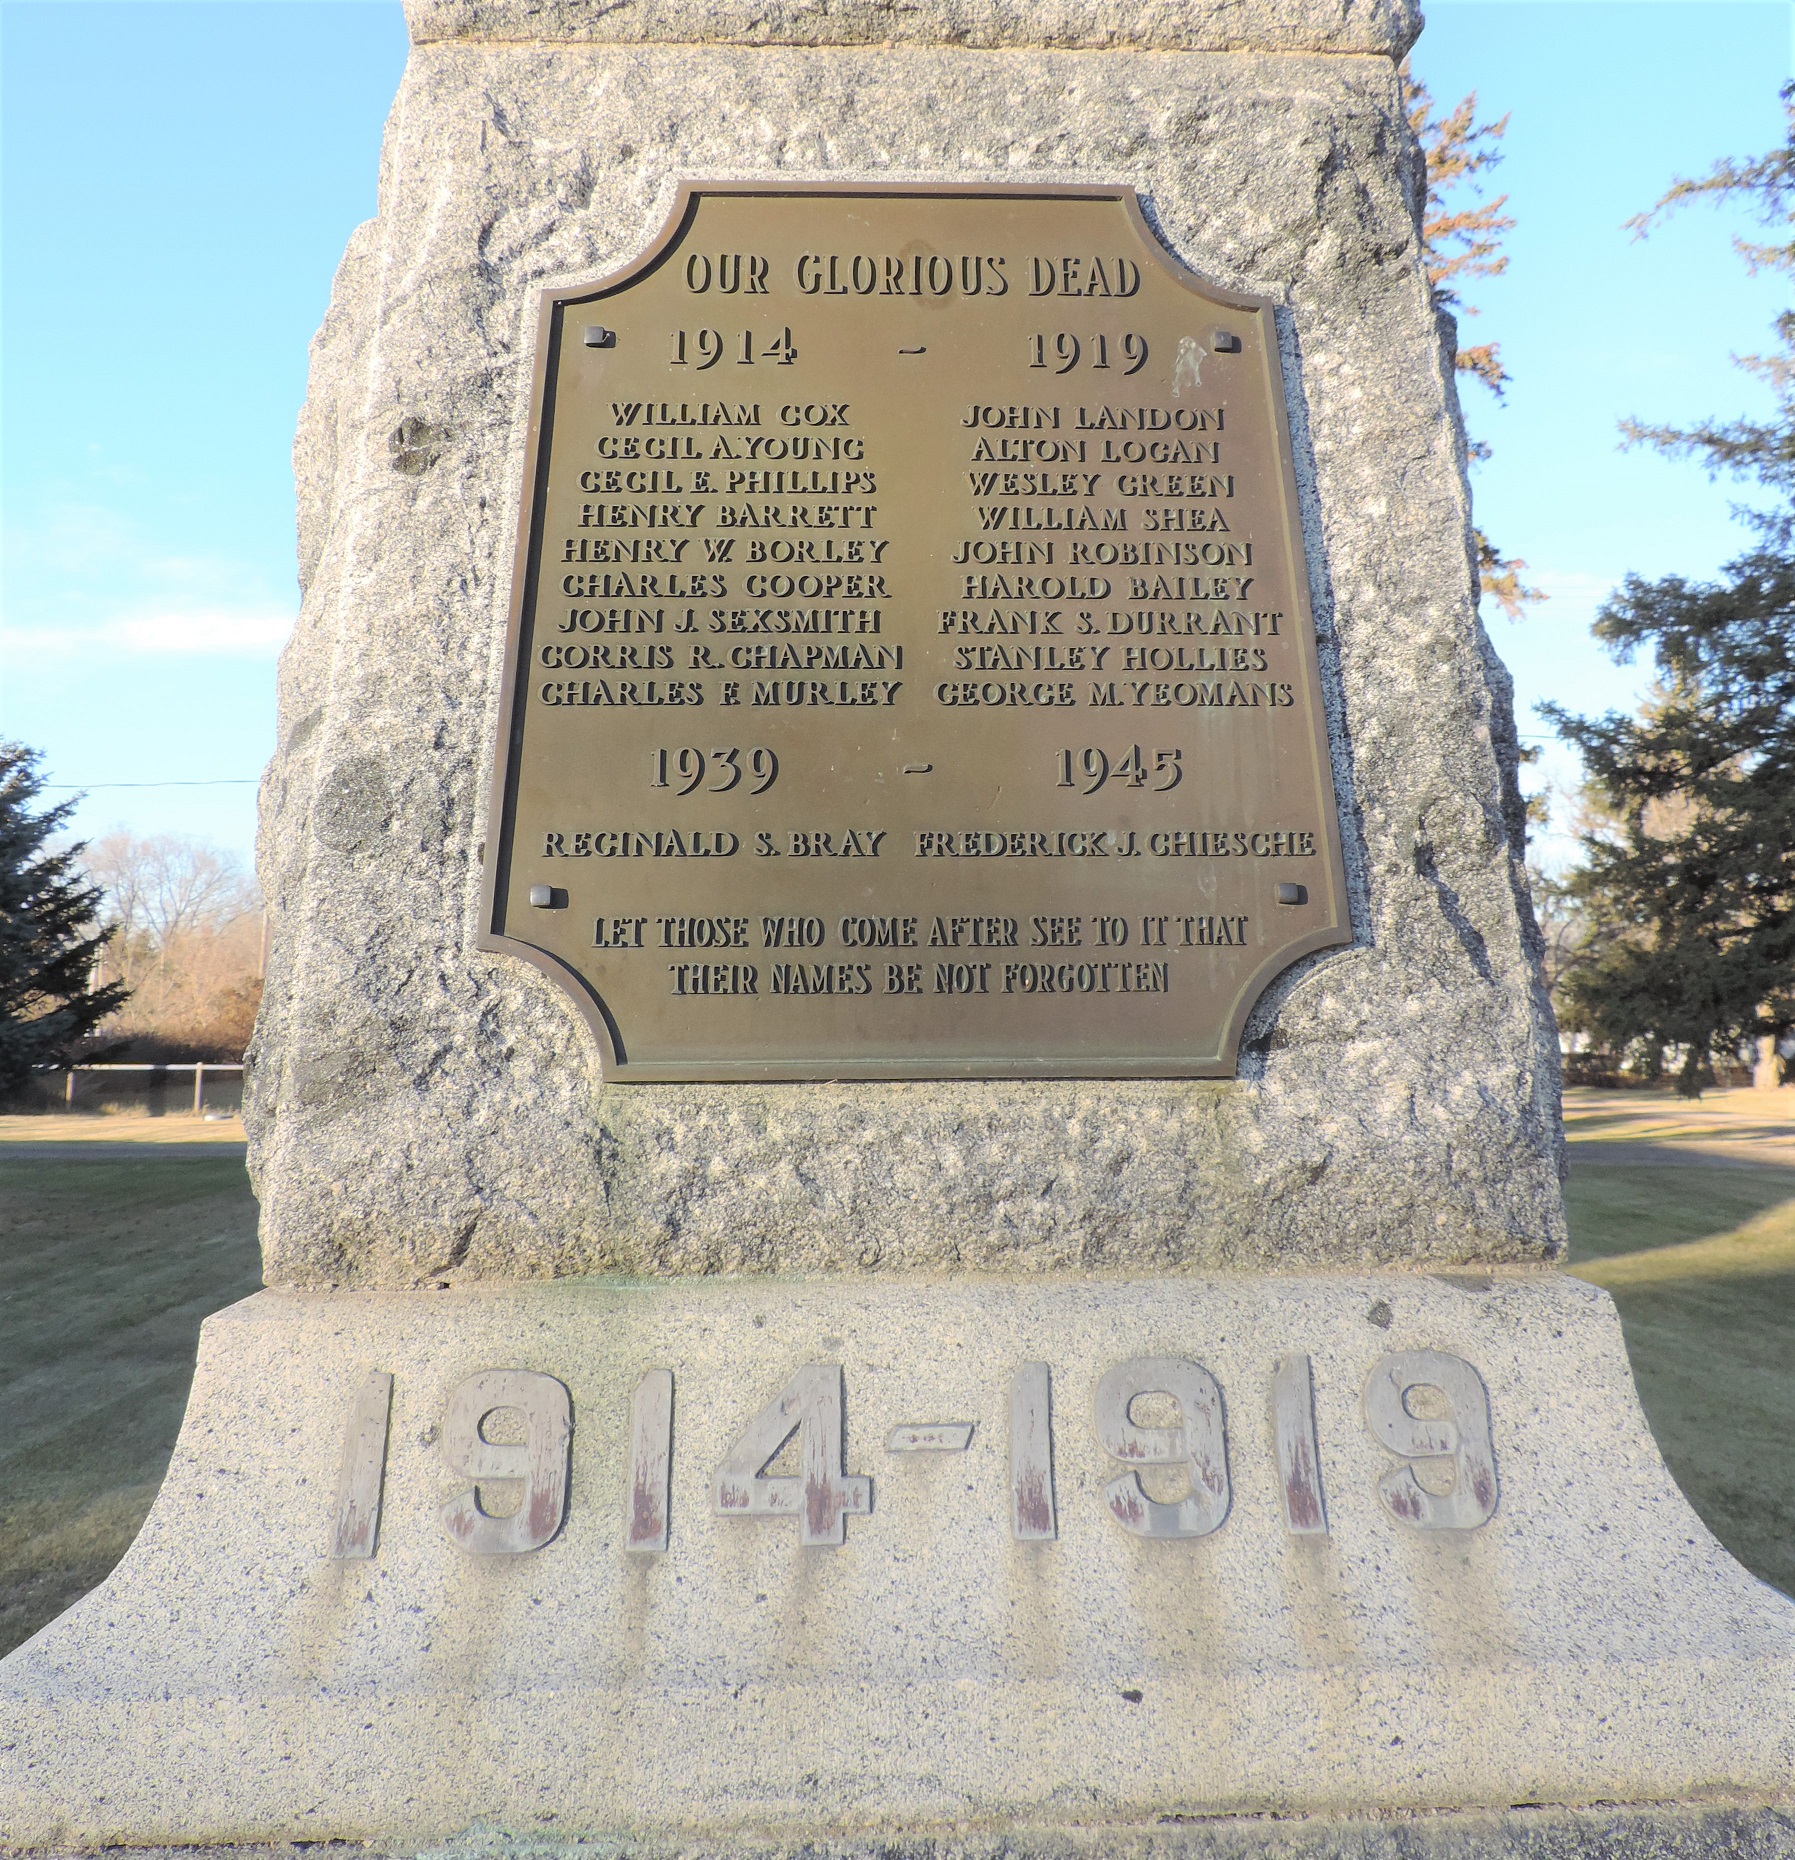 OUR GLORIOUS DEAD
1914 - 1919
WILLIAM COX JOHN LANDON
CECIL A. YOUNG ALTON LOGAN
CECIL E. PHILLIPS WESLEY GREEN
HENRY BARRETT WILLIAM SHEA
HENRY W. BORLEY JOHN ROBINSON
CHARLES COOPER HAROLD BAILEY
JOHN J. SEXSMITH FRANK S. DURRANT
CORRIS R. CHAPMAN STANLEY HOLLIES
CHARLES F. MURLEY GEORGE M. YEOMANS
1939 - 1945
REGINALD S. BRAY FREDERICK J. GHIESCHE
LET THOSE WHO COME AFTER SEE TO IT THAT
THEIR NAMES BE NOT FORGOTTEN
1914-1919